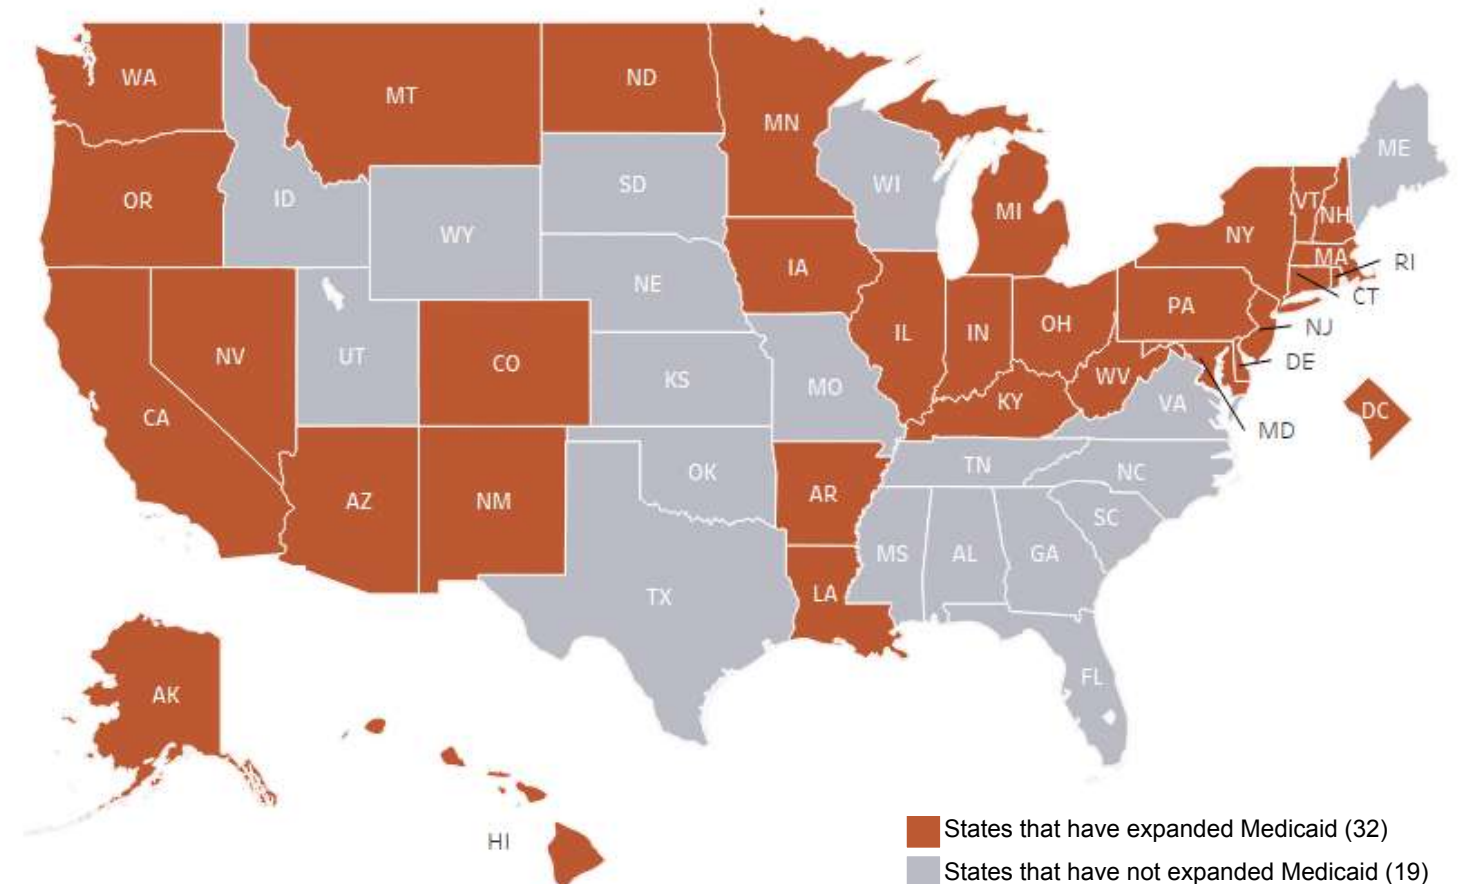 WA
MT
ND
MN
ME
OR
ID
SD
WI
MI
VT
NH
WY
NY
MA
RI
IA
NE
CT
PA
NV
UT
CO
IL
IN
OH
NJ
DE
KS
MO
WV
KY
VA
CA
MD
DC
TN
NC
OK
AZ
NM
AR
SC
MS
AL
GA
TX
LA
FL
AK
HI
States that have expanded Medicaid (32)
States that have not expanded Medicaid (19)